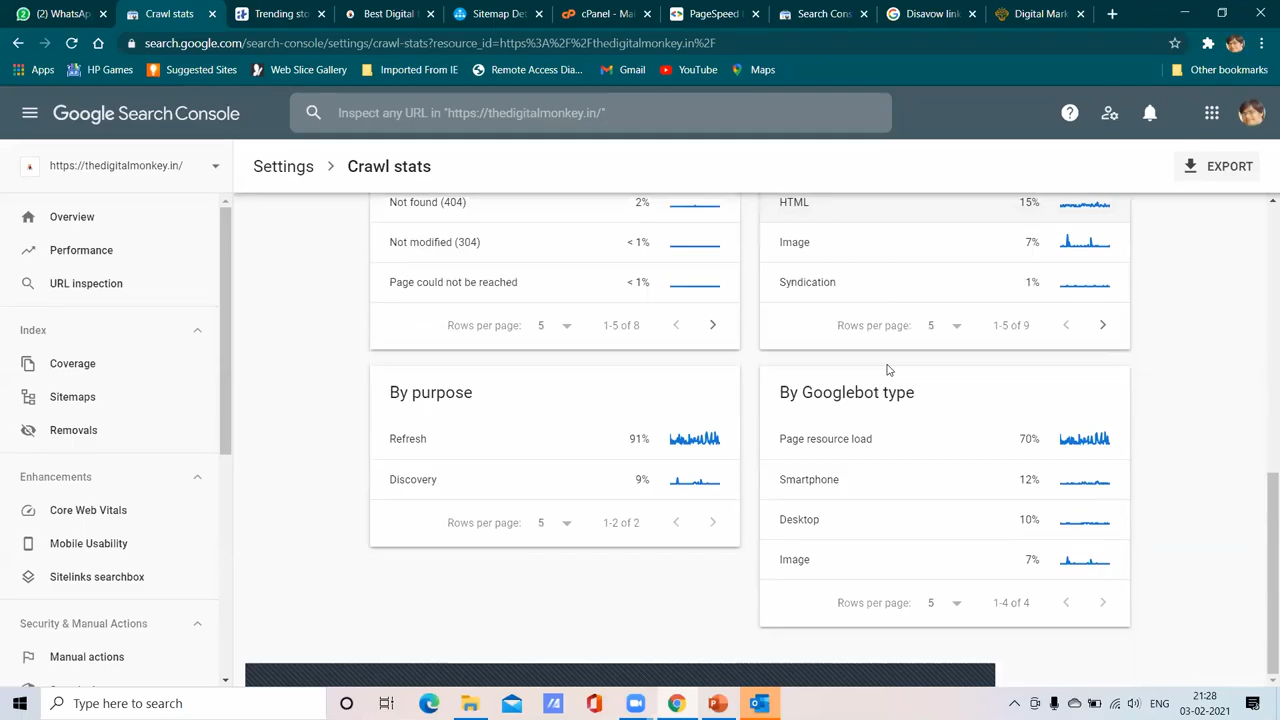 (2) WhatsA
Crawl stats
Trending sto
Best Free O
Sitemap De
cPanel - Mai
PageSpeed I
Search Cons
Disavow link
Digital Mark
search.google.com/search-console/settings/crawl-stats?resource_id=https%3A%2F%2Fthedigitalmonkey.in%2F
Apps
HP Games
Suggested Sites
Web Slice Gallery
Imported From IE
Remote Access Dia...
Gmail
YouTube
Maps
Other bookmarks
Google Search Console
Inspect any URL in "https://thedigitalmonkey.in/"
https://thedigitalmonkey.in/
Settings > Crawl stats
EXPORT
Overview
Performance
URL inspection
Index
Coverage
Sitemaps
Removals
Enhancements
Core Web Vitals
Mobile Usability
Sitelinks searchbox
Security & Manual Actions
Manual actions
Not found (404) 2%
Not modified (304) < 1%
Page could not be reached < 1%
Rows per page: 5 1-5 of 8
HTML 15%
Image 7%
Syndication 1%
Rows per page: 5 1-5 of 9
By purpose
Refresh 91%
Discovery 9%
Rows per page: 5 1-2 of 2
By Googlebot type
Page resource load 70%
Smartphone 12%
Desktop 10%
Image 7%
Rows per page: 5 1-4 of 4
Type here to search
ENG
21:28
03-02-2021